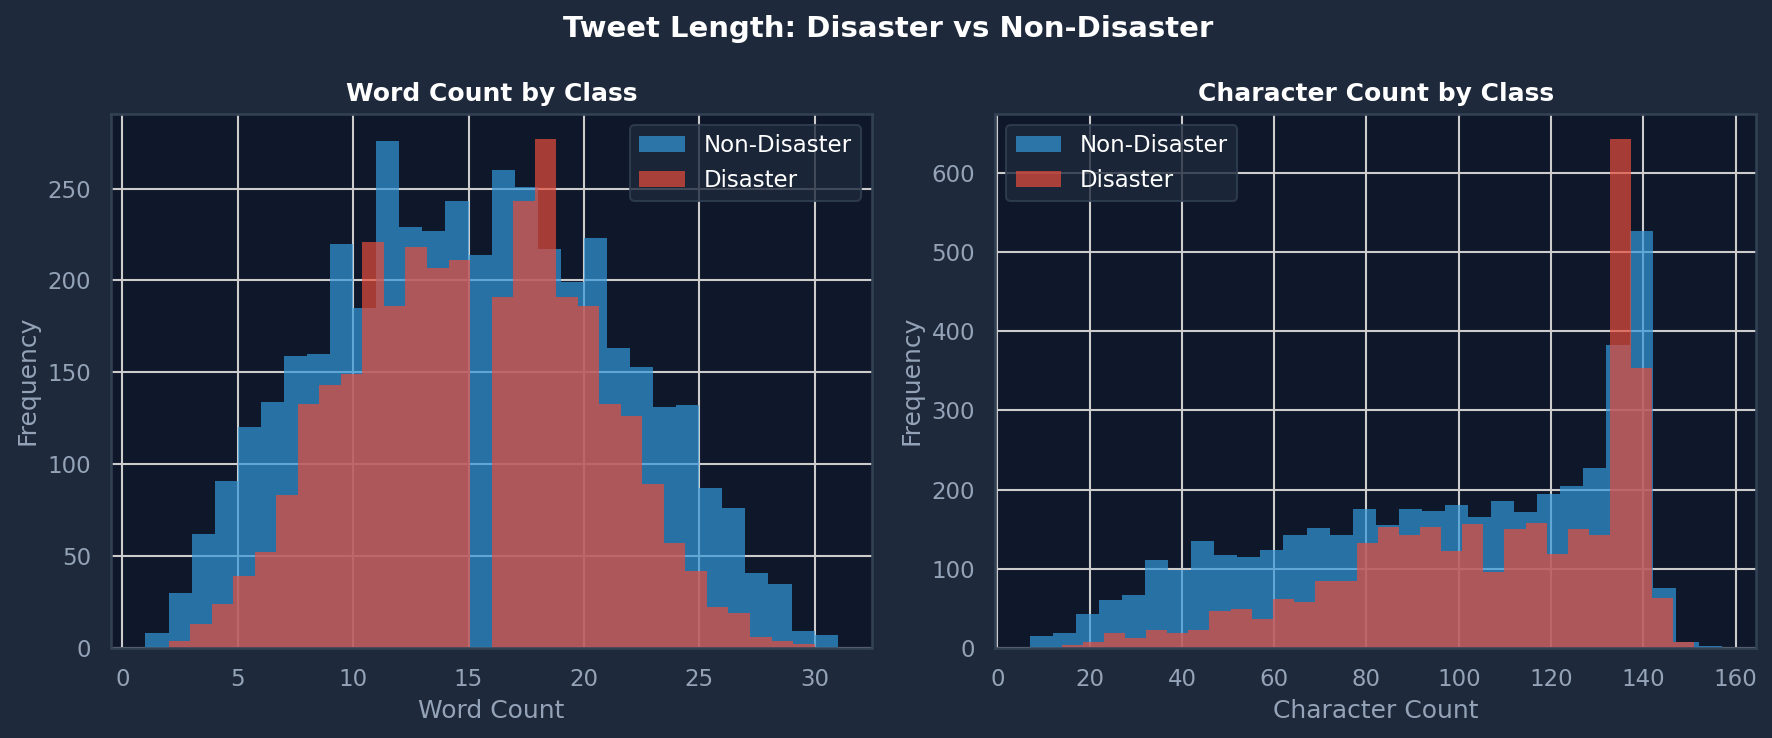 Tweet Length: Disaster vs Non-Disaster
Word Count by Class
Non-Disaster
Disaster
Frequency
250
200
150
100
50
0
0 5 10 15 20 25 30
Word Count
Character Count by Class
Non-Disaster
Disaster
Frequency
600
500
400
300
200
100
0
0 20 40 60 80 100 120 140 160
Character Count